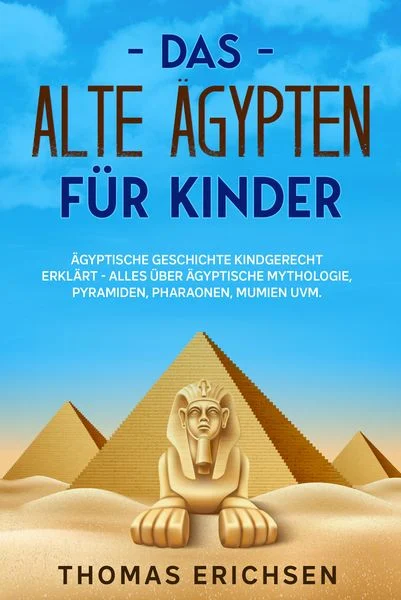 - DAS -
ALTE ÄGYPTEN
FÜR KINDER
ÄGYPTISCHE GESCHICHTE KINDGERECHT
ERKLÄRT - ALLES ÜBER ÄGYPTISCHE MYTHOLOGIE,
PYRAMIDEN, PHARAONEN, MUMIEN UVM.
THOMAS ERICHSEN